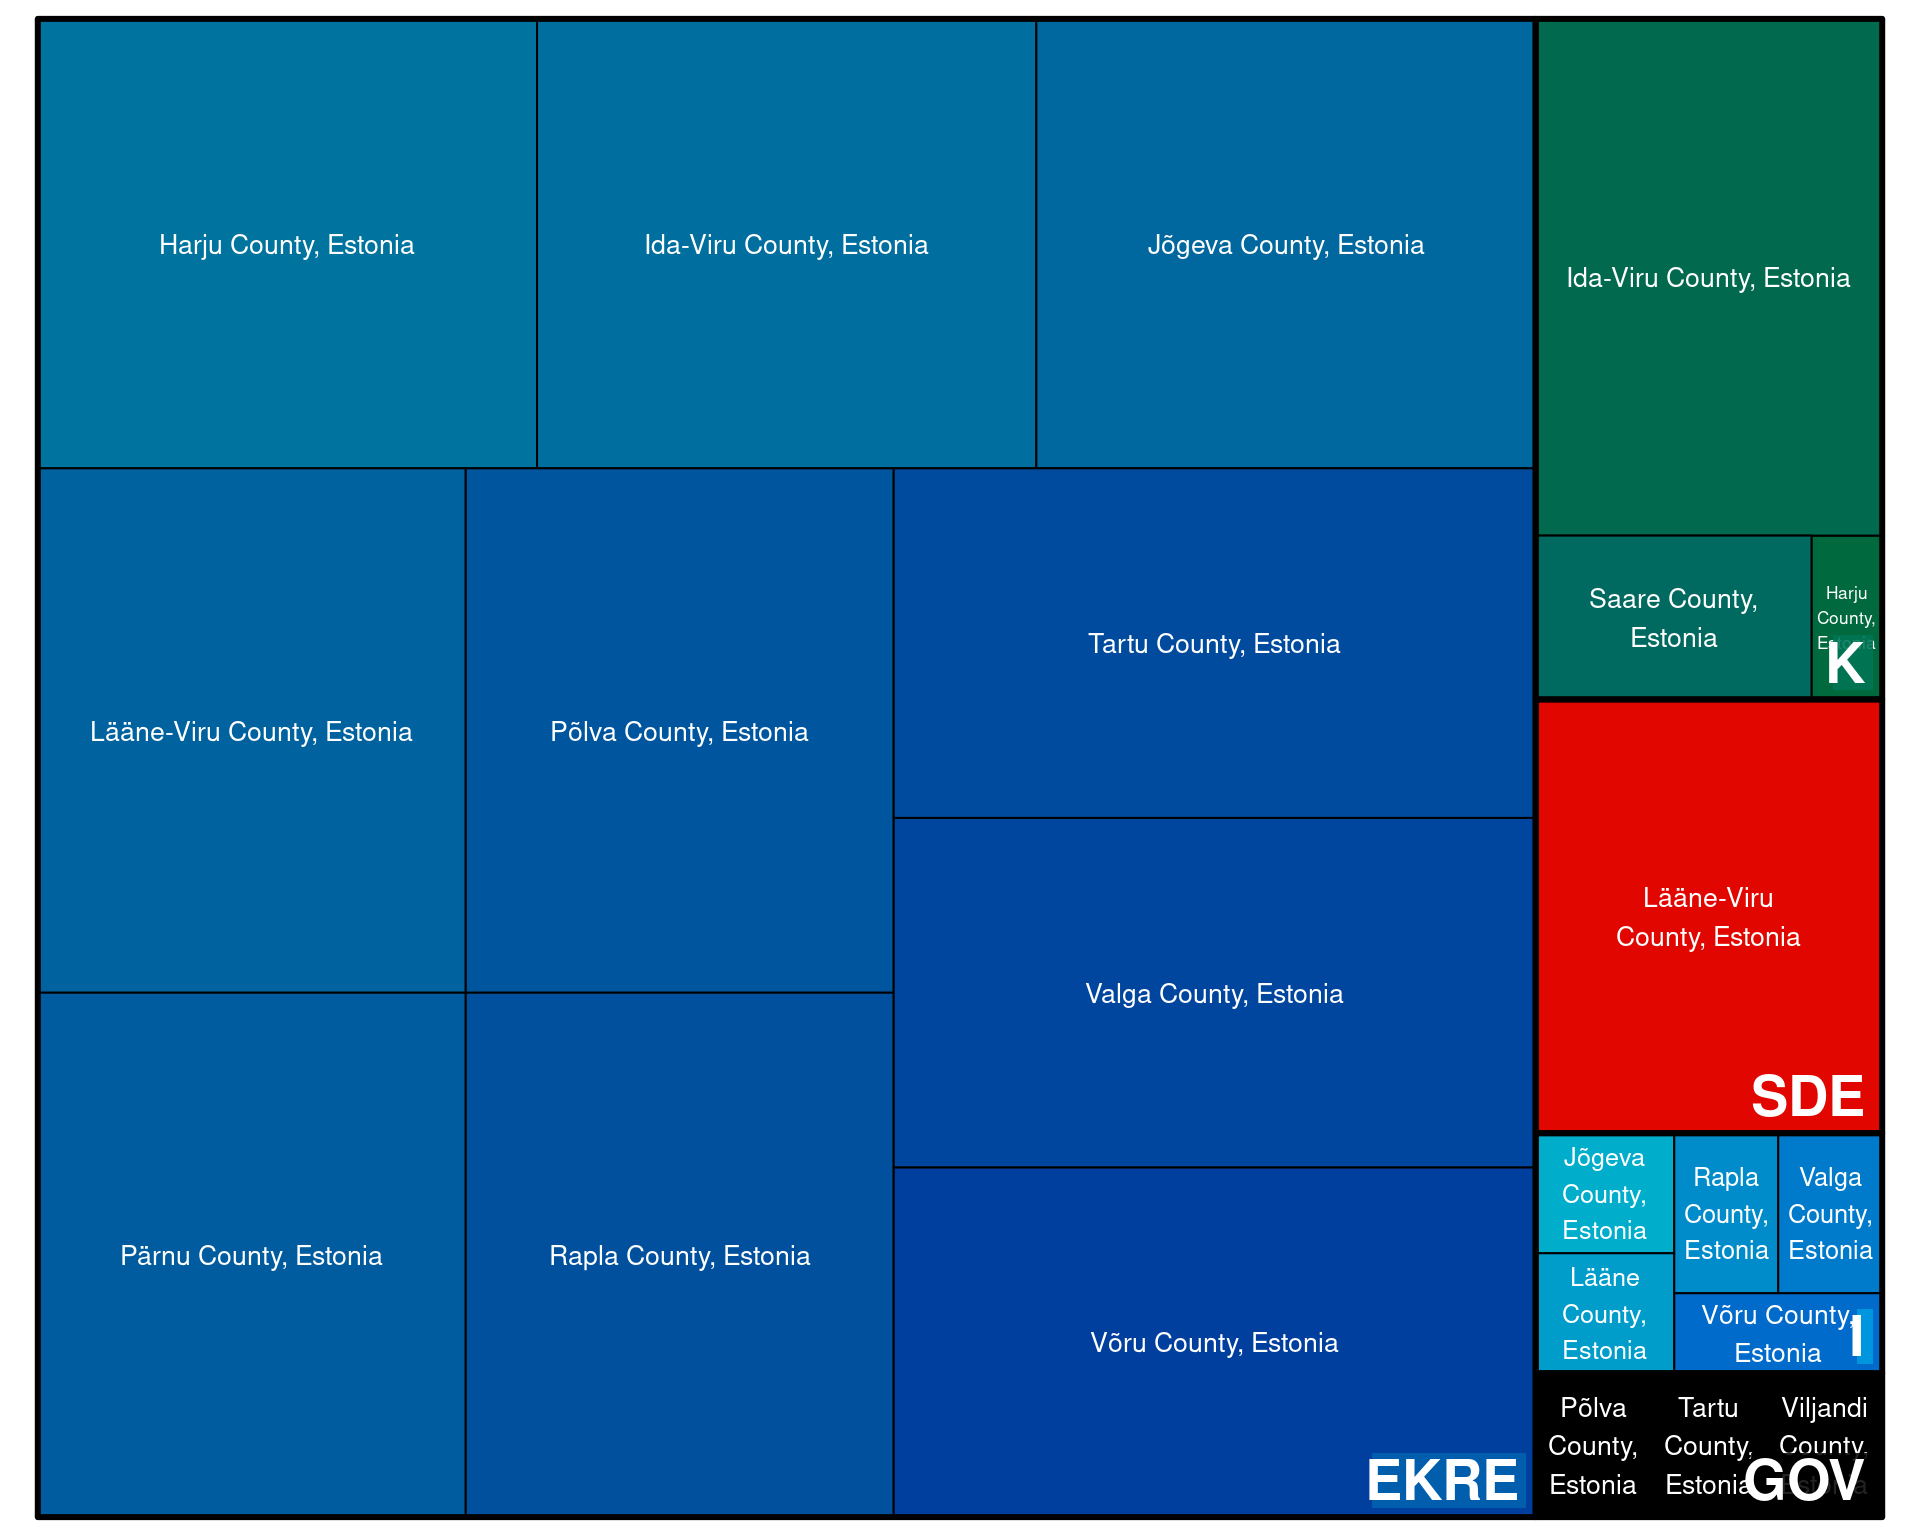 Harju County, Estonia
Ida-Viru County, Estonia
Jõgeva County, Estonia
Lääne-Viru County, Estonia
Põlva County, Estonia
Tartu County, Estonia
Valga County, Estonia
Pärnu County, Estonia
Rapla County, Estonia
Võru County, Estonia
EKRE
Ida-Viru County, Estonia
Saare County,
Estonia
Harju
County,
Estonia
K
Lääne-Viru
County, Estonia
SDE
Jõgeva
County,
Estonia
Lääne
County,
Estonia
Rapla
County,
Estonia
Valga
County,
Estonia
Võru County,
Estonia
I
Põlva
County,
Estonia
Tartu
County,
Estonia
Viljandi
County,
Estonia
GOV